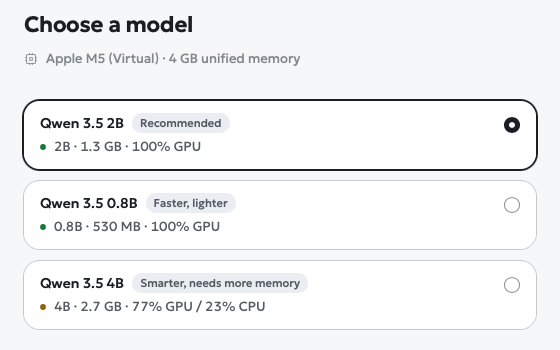 Choose a model
Apple M5 (Virtual) · 4 GB unified memory
Qwen 3.5 2B Recommended
2B · 1.3 GB · 100% GPU
Qwen 3.5 0.8B Faster, lighter
0.8B · 530 MB · 100% GPU
Qwen 3.5 4B Smarter, needs more memory
4B · 2.7 GB · 77% GPU / 23% CPU